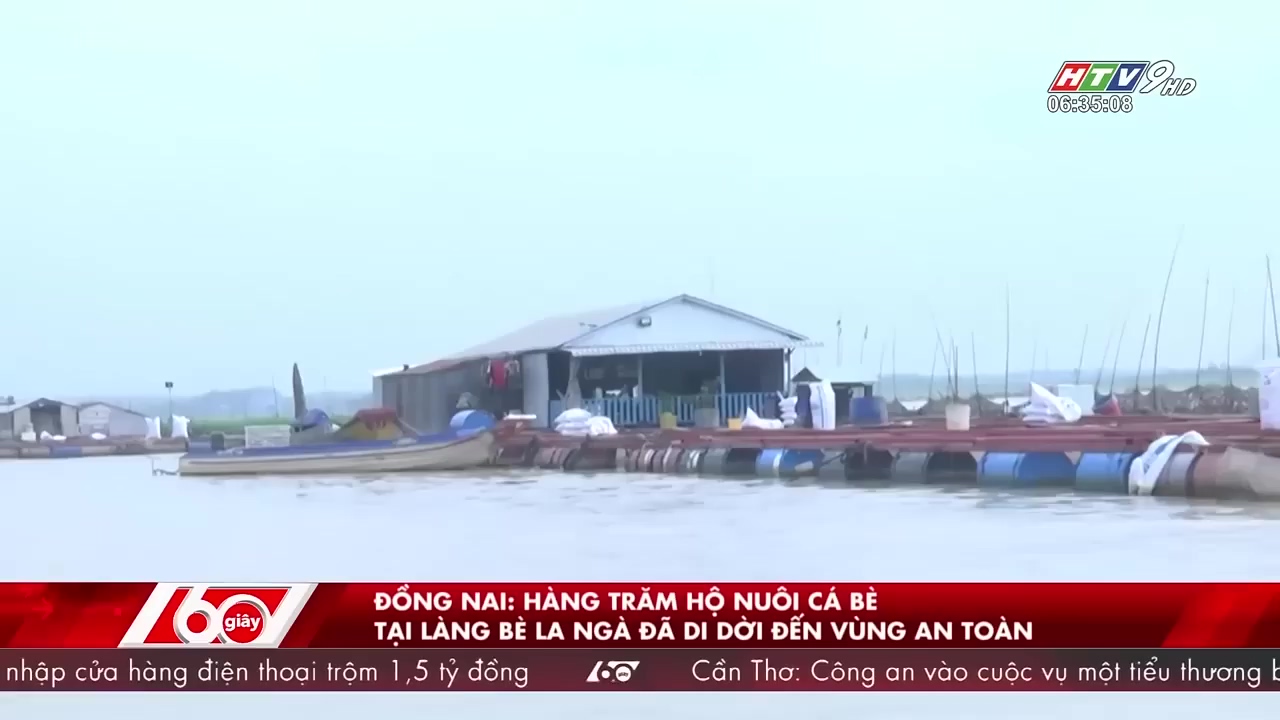 HTV9HD
06:35:08
60 giây
ĐỒNG NAI: HÀNG TRĂM HỘ NUÔI CÁ BÈ
TẠI LÀNG BÈ LA NGÀ ĐÃ DI DỜI ĐẾN VÙNG AN TOÀN
nhập cửa hàng điện thoại trộm 1,5 tỷ đồng 60 giây Cần Thơ: Công an vào cuộc vụ một tiểu thương b